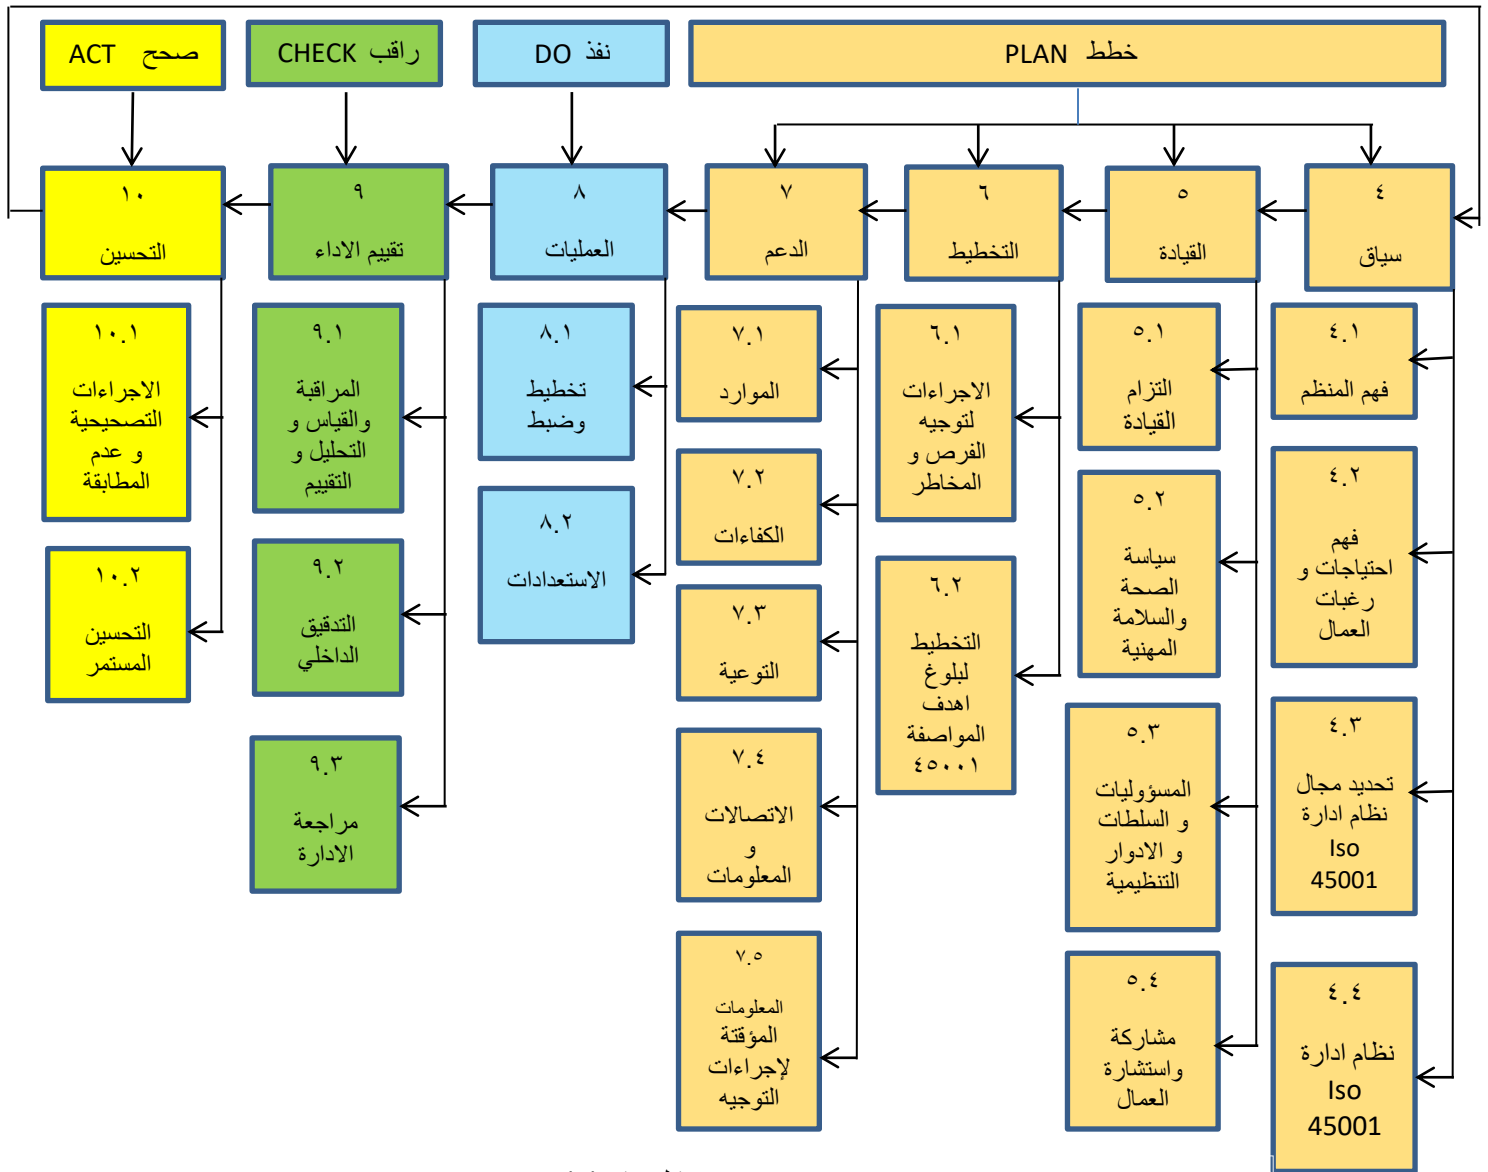 خطط PLAN
نفذ DO
راقب CHECK
صحح ACT
٤
سياق
٥
القيادة
٦
التخطيط
٧
الدعم
٨
العمليات
٩
تقييم الاداء
١٠
التحسين
٤.١
فهم المنظم
٤.٢
فهم
احتياجات و
رغبات
العمال
٤.٣
تحديد مجال
نظام ادارة
Iso
45001
٤.٤
نظام ادارة
Iso
45001
٥.١
التزام
القيادة
٥.٢
سياسة
الصحة
والسلامة
المهنية
٥.٣
المسؤوليات
و السلطات
و الادوار
التنظيمية
٥.٤
مشاركة
واستشارة
العمال
٦.١
الاجراءات
لتوجيه
الفرص و
المخاطر
٦.٢
التخطيط
لبلوغ
اهدف
المواصفة
٤٥٠٠١
٧.١
الموارد
٧.٢
الكفاءات
٧.٣
التوعية
٧.٤
الاتصالات
و
المعلومات
٧.٥
المعلومات
المؤقتة
لإجراءات
التوجيه
٨.١
تخطيط
وضبط
٨.٢
الاستعدادات
٩.١
المراقبة
والقياس و
التحليل و
التقييم
٩.٢
التدقيق
الداخلي
٩.٣
مراجعة
الادارة
١٠.١
الاجراءات
التصحيحية
و عدم
المطابقة
١٠.٢
التحسين
المستمر